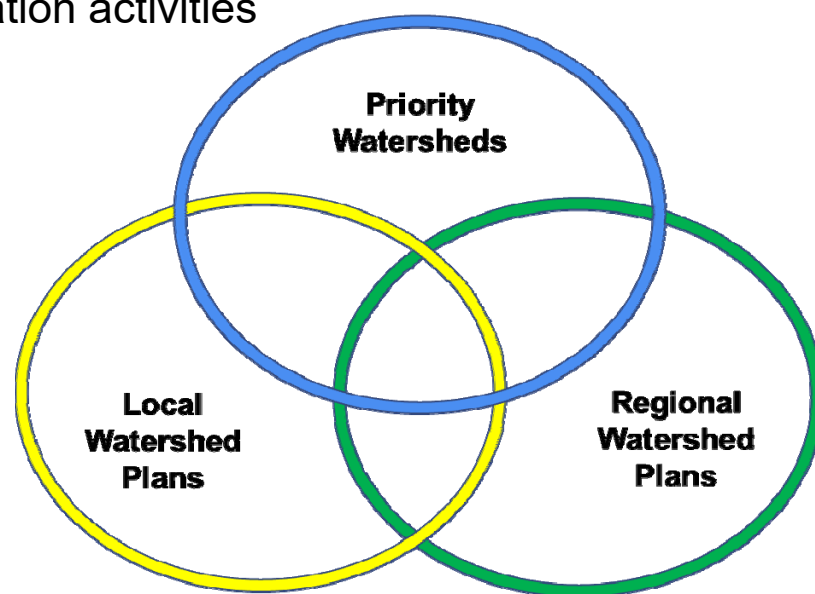 ation activities
Priority
Watersheds
Local
Watershed
Plans
Regional
Watershed
Plans